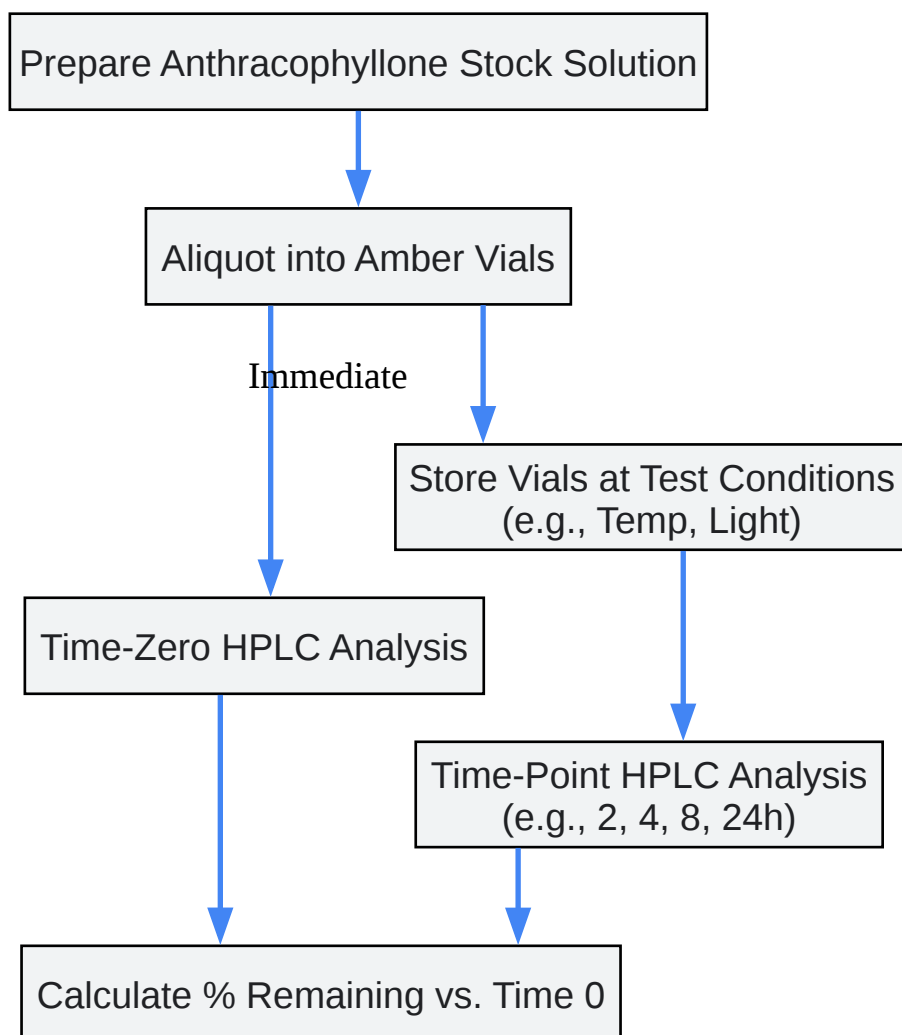 Prepare Anthracophyllone Stock Solution
Aliquot into Amber Vials
Immediate
Store Vials at Test Conditions
(e.g., Temp, Light)
Time-Zero HPLC Analysis
Time-Point HPLC Analysis
(e.g., 2, 4, 8, 24h)
Calculate % Remaining vs. Time 0